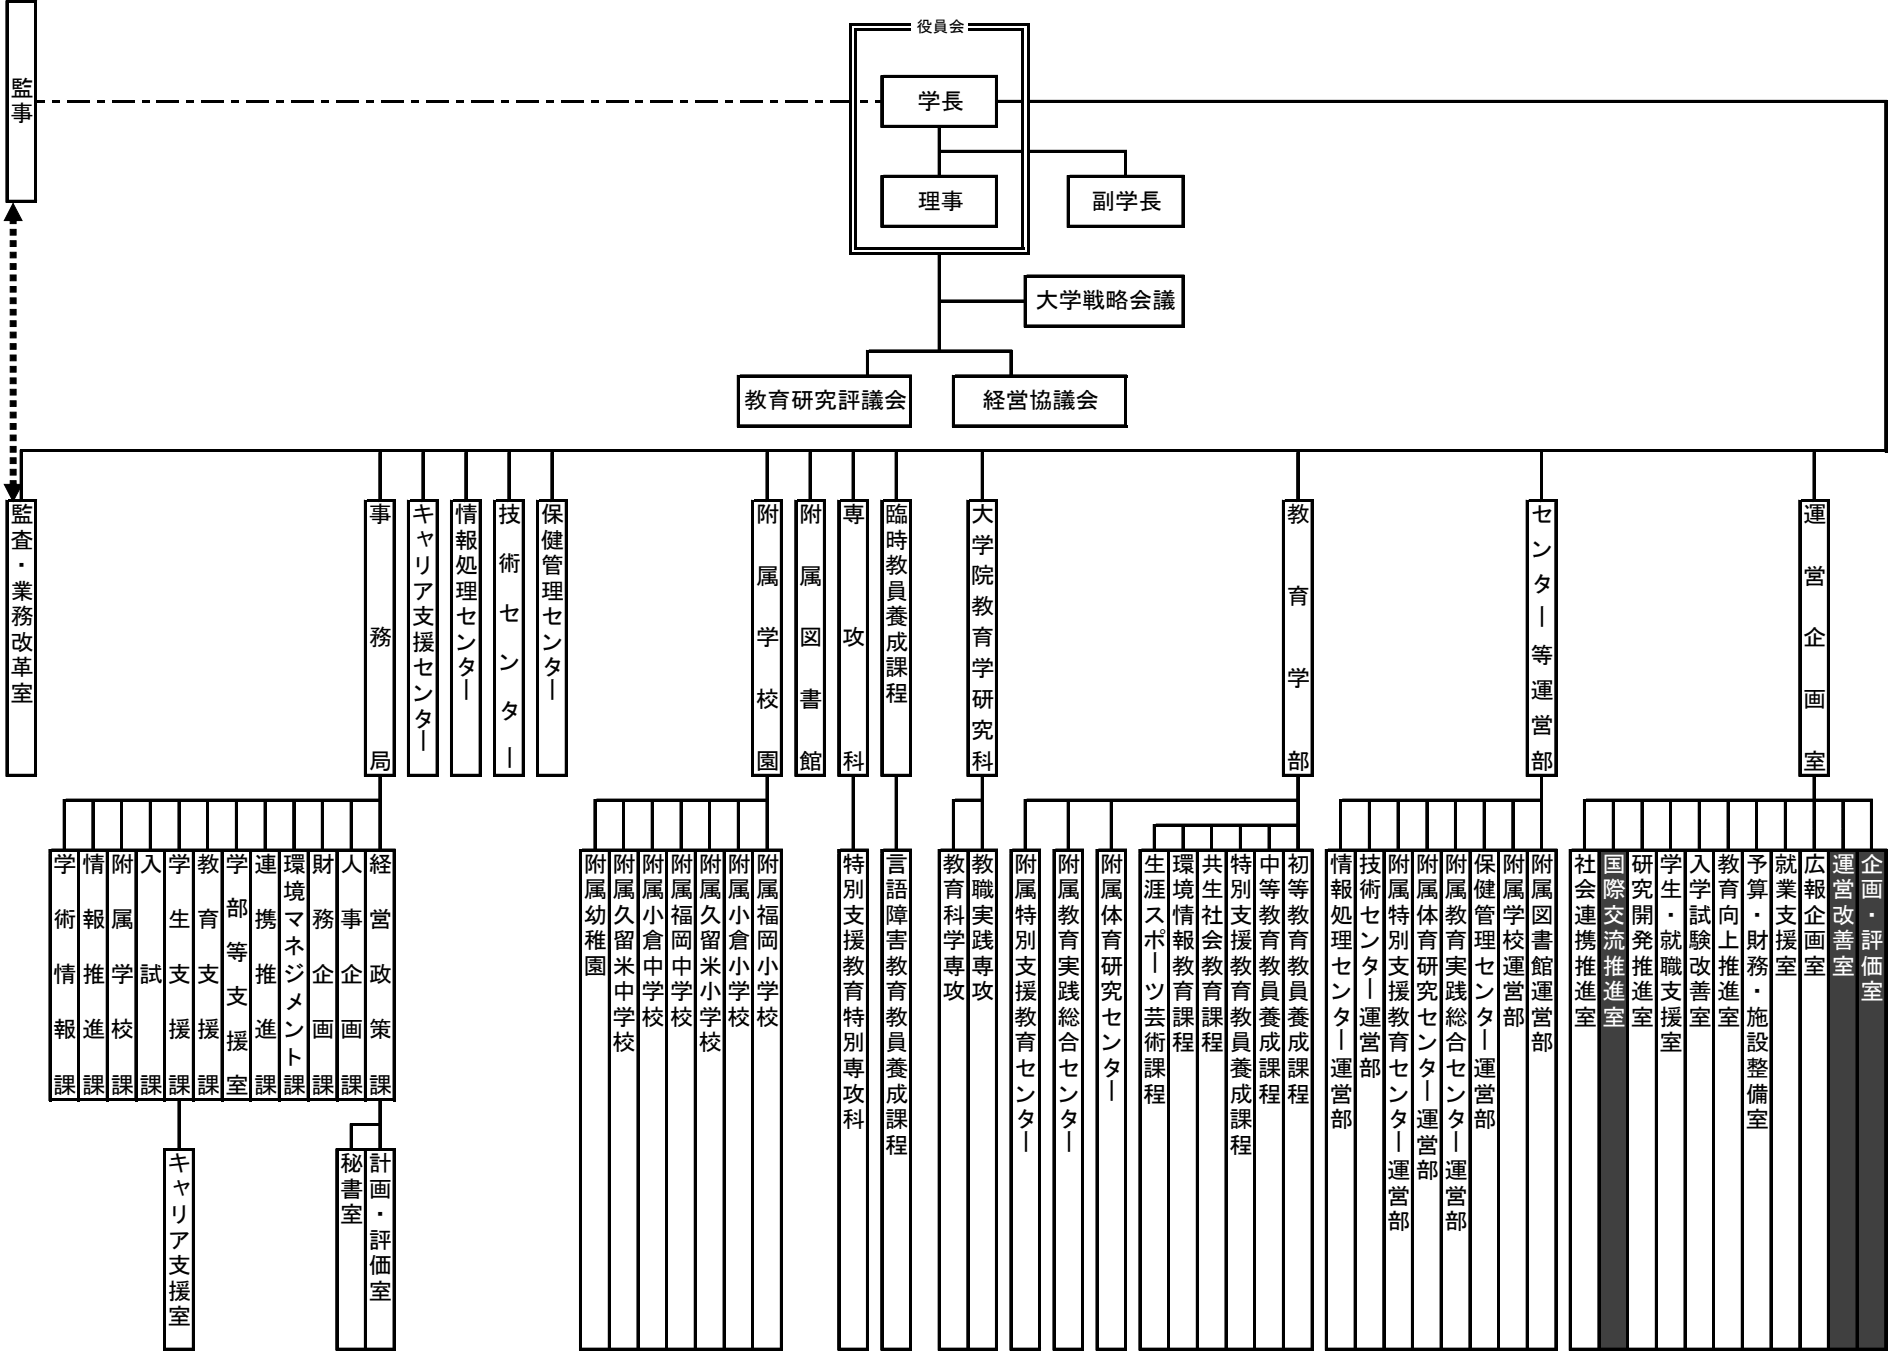 役員会
監事
学長
理事
副学長
大学戦略会議
教育研究評議会
経営協議会
監査・業務改革室
事務局
キャリア支援センター
情報処理センター
技術センター
保健管理センター
附属学校園
附属図書館
専攻科
臨時教員養成課程
大学院教育学研究科
教育学部
センター等運営部
運営企画室
学術情報課
情報推進課
附属学校課
入試課
学生支援課
教育支援課
学部等支援室
連携推進課
環境マネジメント課
財務企画課
人事企画課
経営政策課
附属幼稚園
附属久留米中学校
附属小倉中学校
附属福岡中学校
附属久留米小学校
附属小倉小学校
附属福岡小学校
特別支援教育特別専攻科
言語障害教育教員養成課程
教育科学専攻
教職実践専攻
附属特別支援教育センター
附属教育実践総合センター
附属体育研究センター
生涯スポーツ芸術課程
環境情報教育課程
共生社会教育課程
特別支援教育教員養成課程
中等教育教員養成課程
初等教育教員養成課程
情報処理センター運営部
技術センター運営部
附属特別支援教育センター運営部
附属体育研究センター運営部
附属教育実践総合センター運営部
保健管理センター運営部
附属学校運営部
附属図書館運営部
社会連携推進室
国際交流推進室
研究開発推進室
学生・就職支援室
入学試験改善室
教育向上推進室
予算・財務・施設整備室
就業支援室
広報企画室
運営改善室
企画・評価室
キャリア支援室
秘書室
計画・評価室